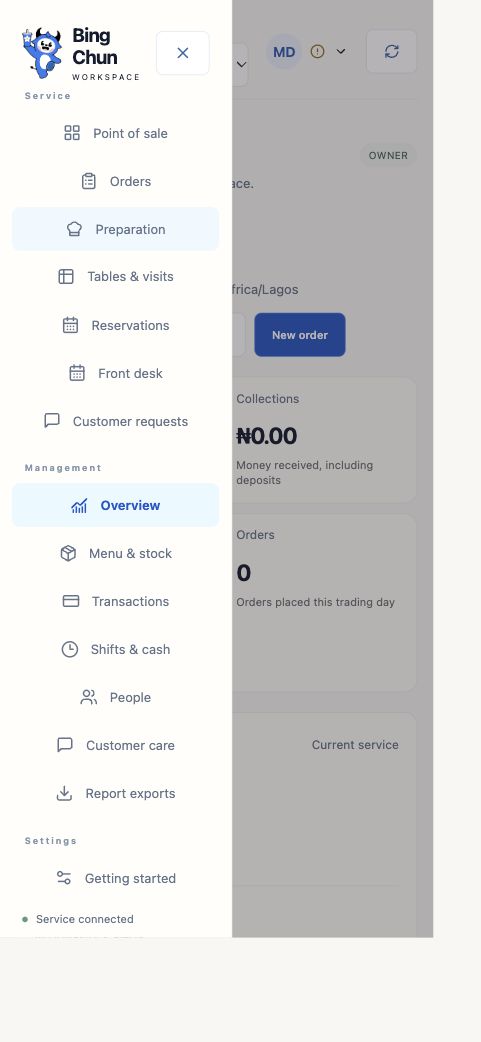 Bing
Chun
WORKSPACE
MD
Service
Point of sale
OWNER
Orders
ace.
Preparation
Tables & visits
frica/Lagos
Reservations
New order
Front desk
Customer requests
Collections
₦0.00
Money received, including
deposits
Management
Overview
Orders
Menu & stock
0
Transactions
Orders placed this trading day
Shifts & cash
People
Customer care
Current service
Report exports
Settings
Getting started
Service connected